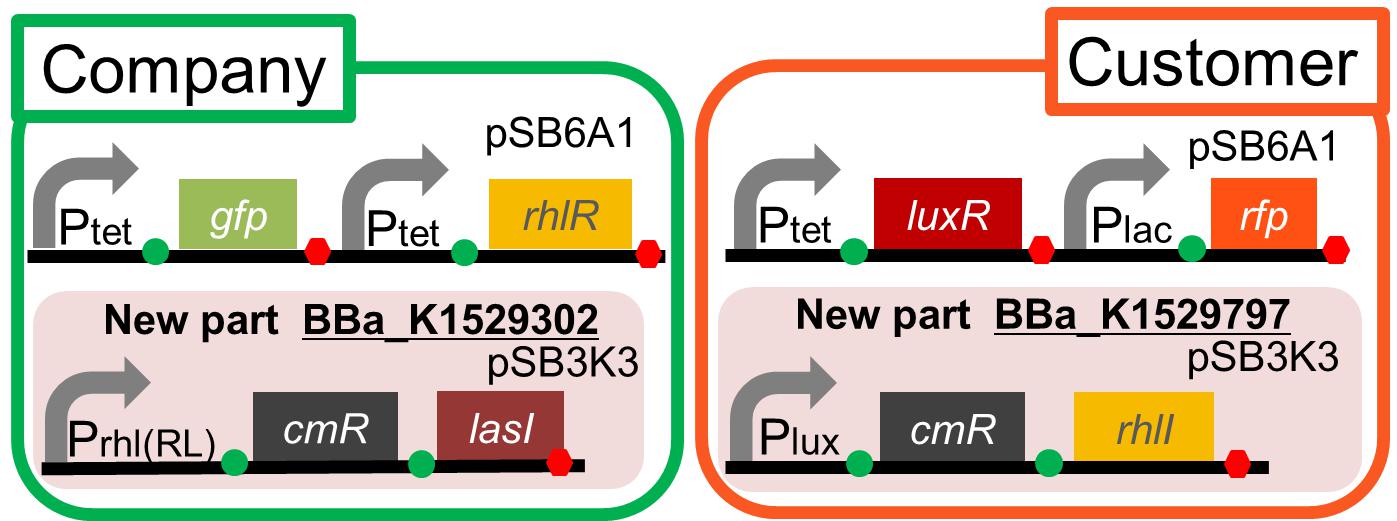 Company
pSB6A1
Ptet gfp Ptet rhlR
New part BBa_K1529302
pSB3K3
Prhl(RL) cmR lasI
Customer
pSB6A1
Ptet luxR Plac rfp
New part BBa_K1529797
pSB3K3
Plux cmR rhlI